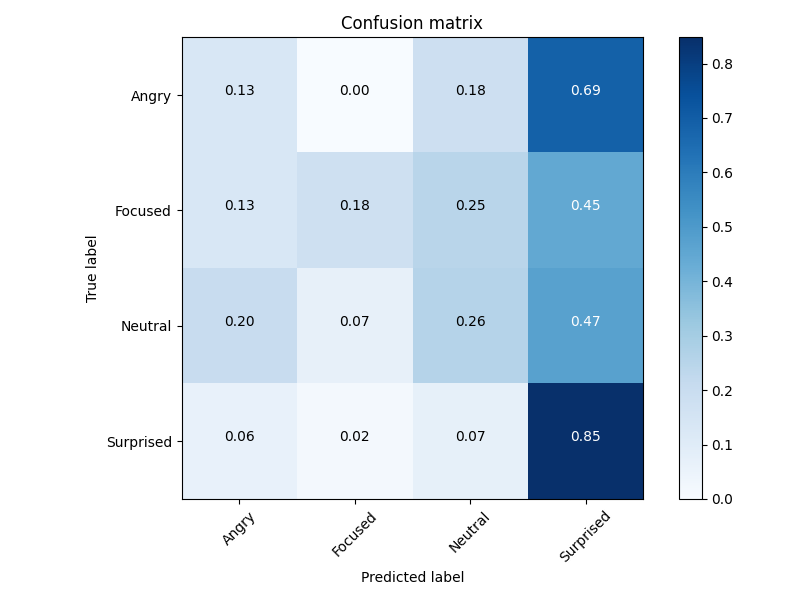 Confusion matrix
True label
Angry 0.13 0.00 0.18 0.69
Focused 0.13 0.18 0.25 0.45
Neutral 0.20 0.07 0.26 0.47
Surprised 0.06 0.02 0.07 0.85
Angry Focused Neutral Surprised
Predicted label
0.8
0.7
0.6
0.5
0.4
0.3
0.2
0.1
0.0